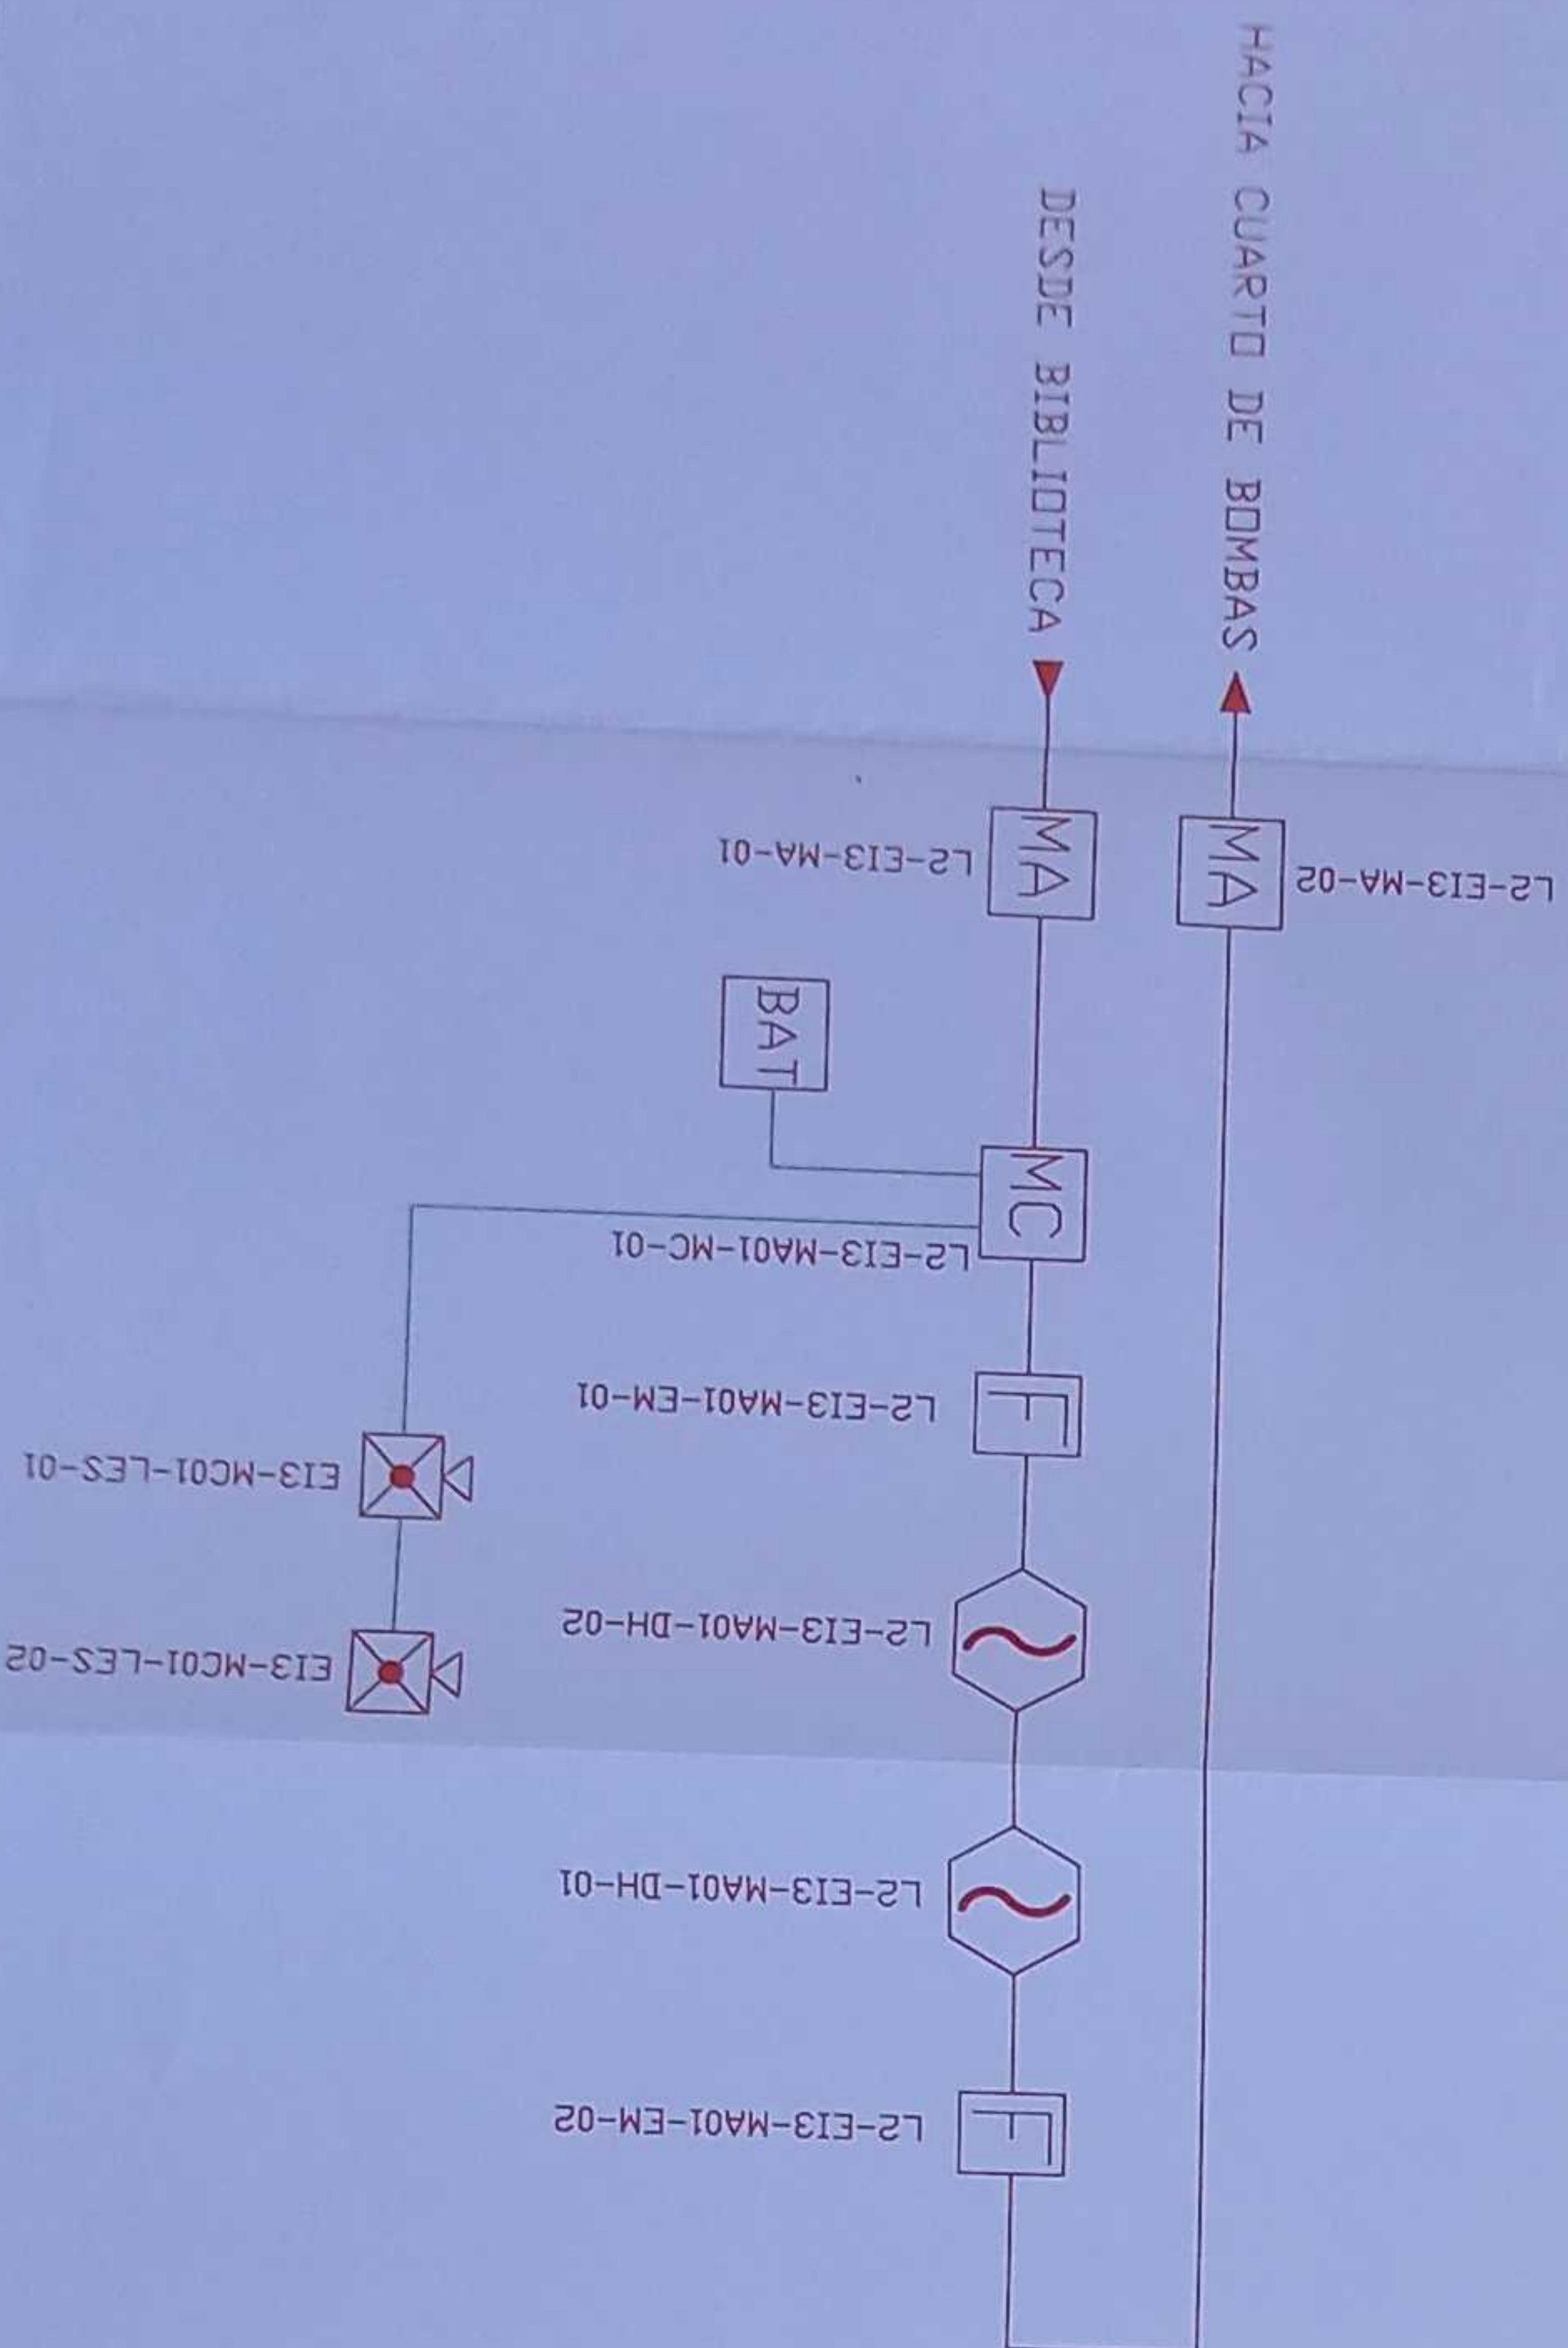 HACIA CUARTO DE BOMBAS
DESDE BIBLIOTECA
MA
L2-EI3-MA-02
MA
L2-EI3-MA-01
BAT
MC
L2-EI3-MA01-MC-01
F
L2-EI3-MA01-EM-01
EI3-MC01-LES-01
L2-EI3-MA01-DH-02
EI3-MC01-LES-02
L2-EI3-MA01-DH-01
F
L2-EI3-MA01-EM-02